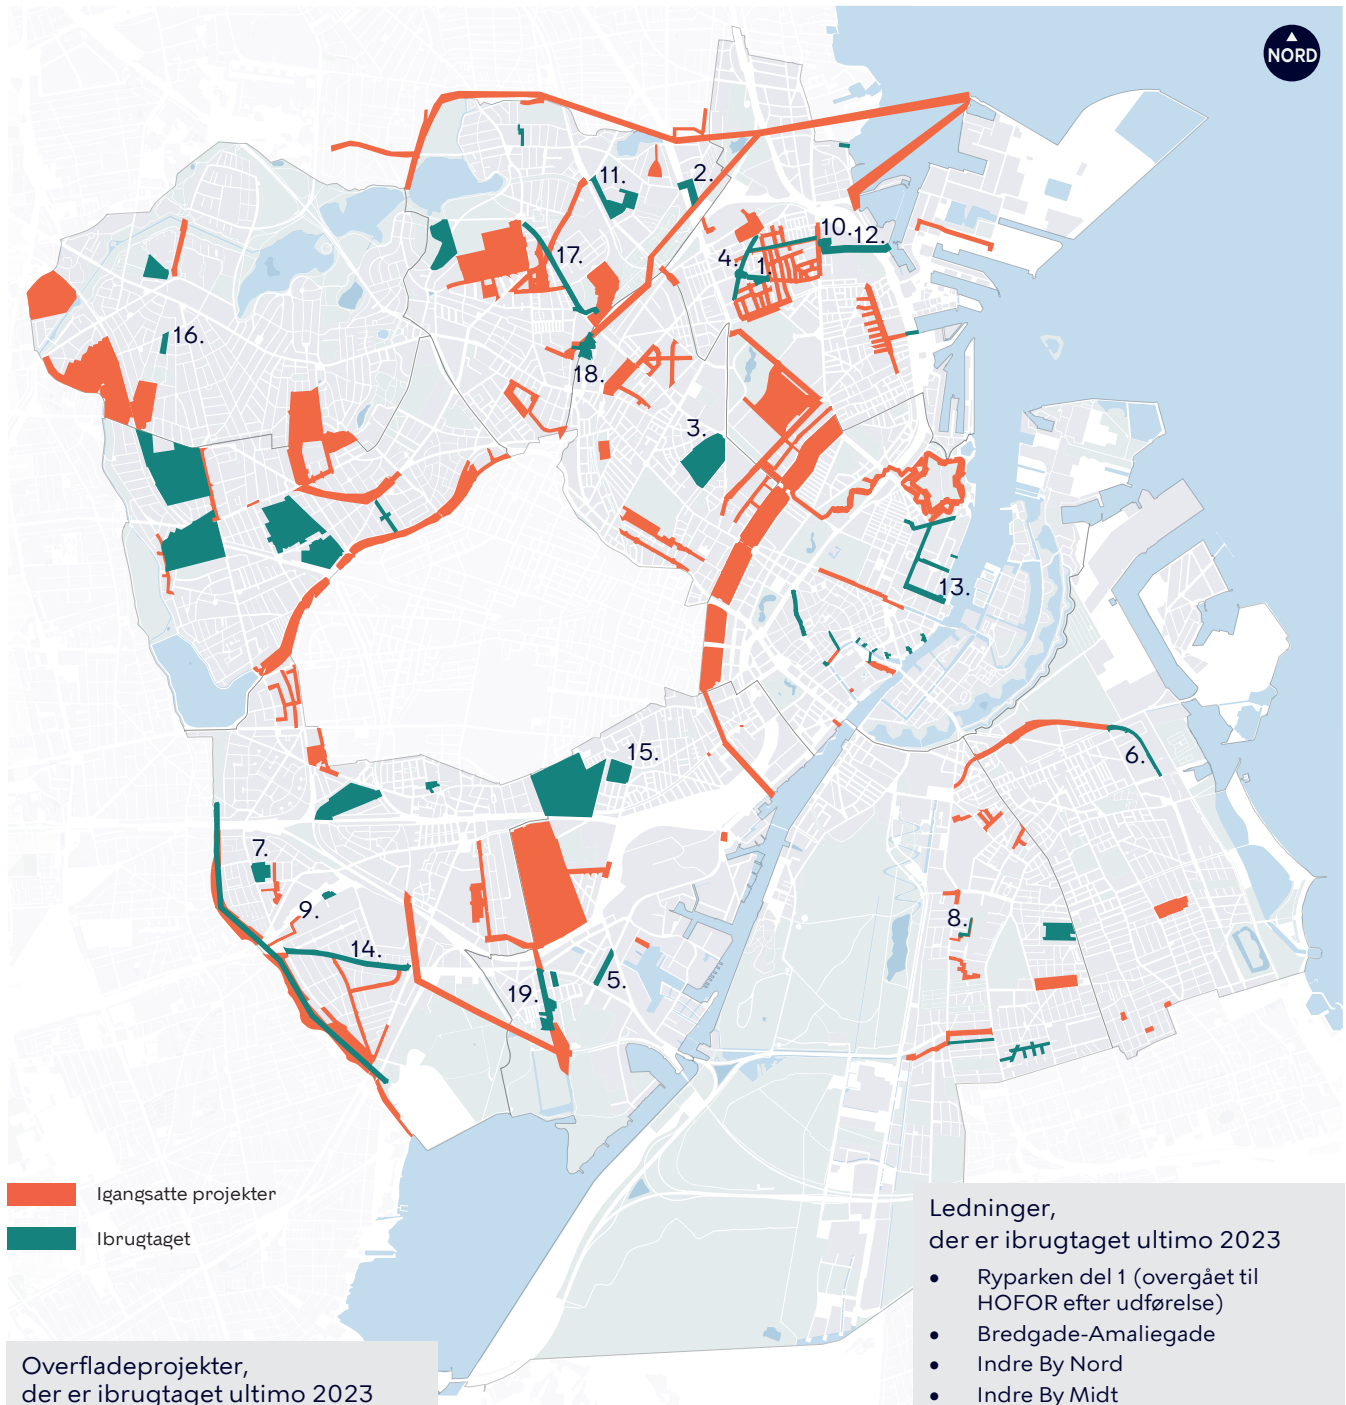 NORD
11.
2.
10.
12.
17.
4.
1.
16.
18.
3.
13.
15.
6.
7.
9.
8.
14.
5.
19.
Igangsatte projekter
Ibrugtaget
Ledninger,
der er ibrugtaget ultimo 2023
• Ryparken del 1 (overgået til
HOFOR efter udførelse)
• Bredgade-Amaliegade
• Indre By Nord
• Indre By Midt
Overfladeprojekter,
der er ibrugtaget ultimo 2023